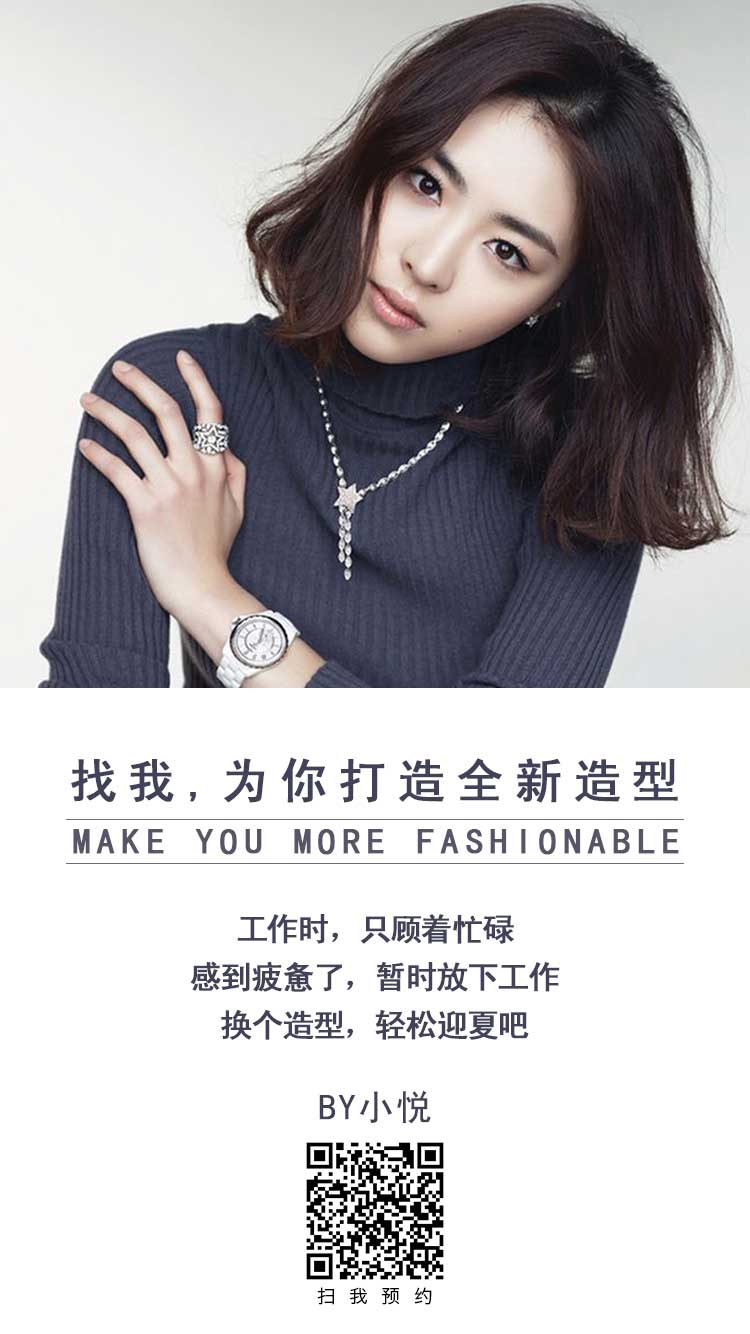 找我,为你打造全新造型
MAKE YOU MORE FASHIONABLE
工作时，只顾着忙碌
感到疲惫了，暂时放下工作
换个造型，轻松迎夏吧
BY小悦
扫我预约